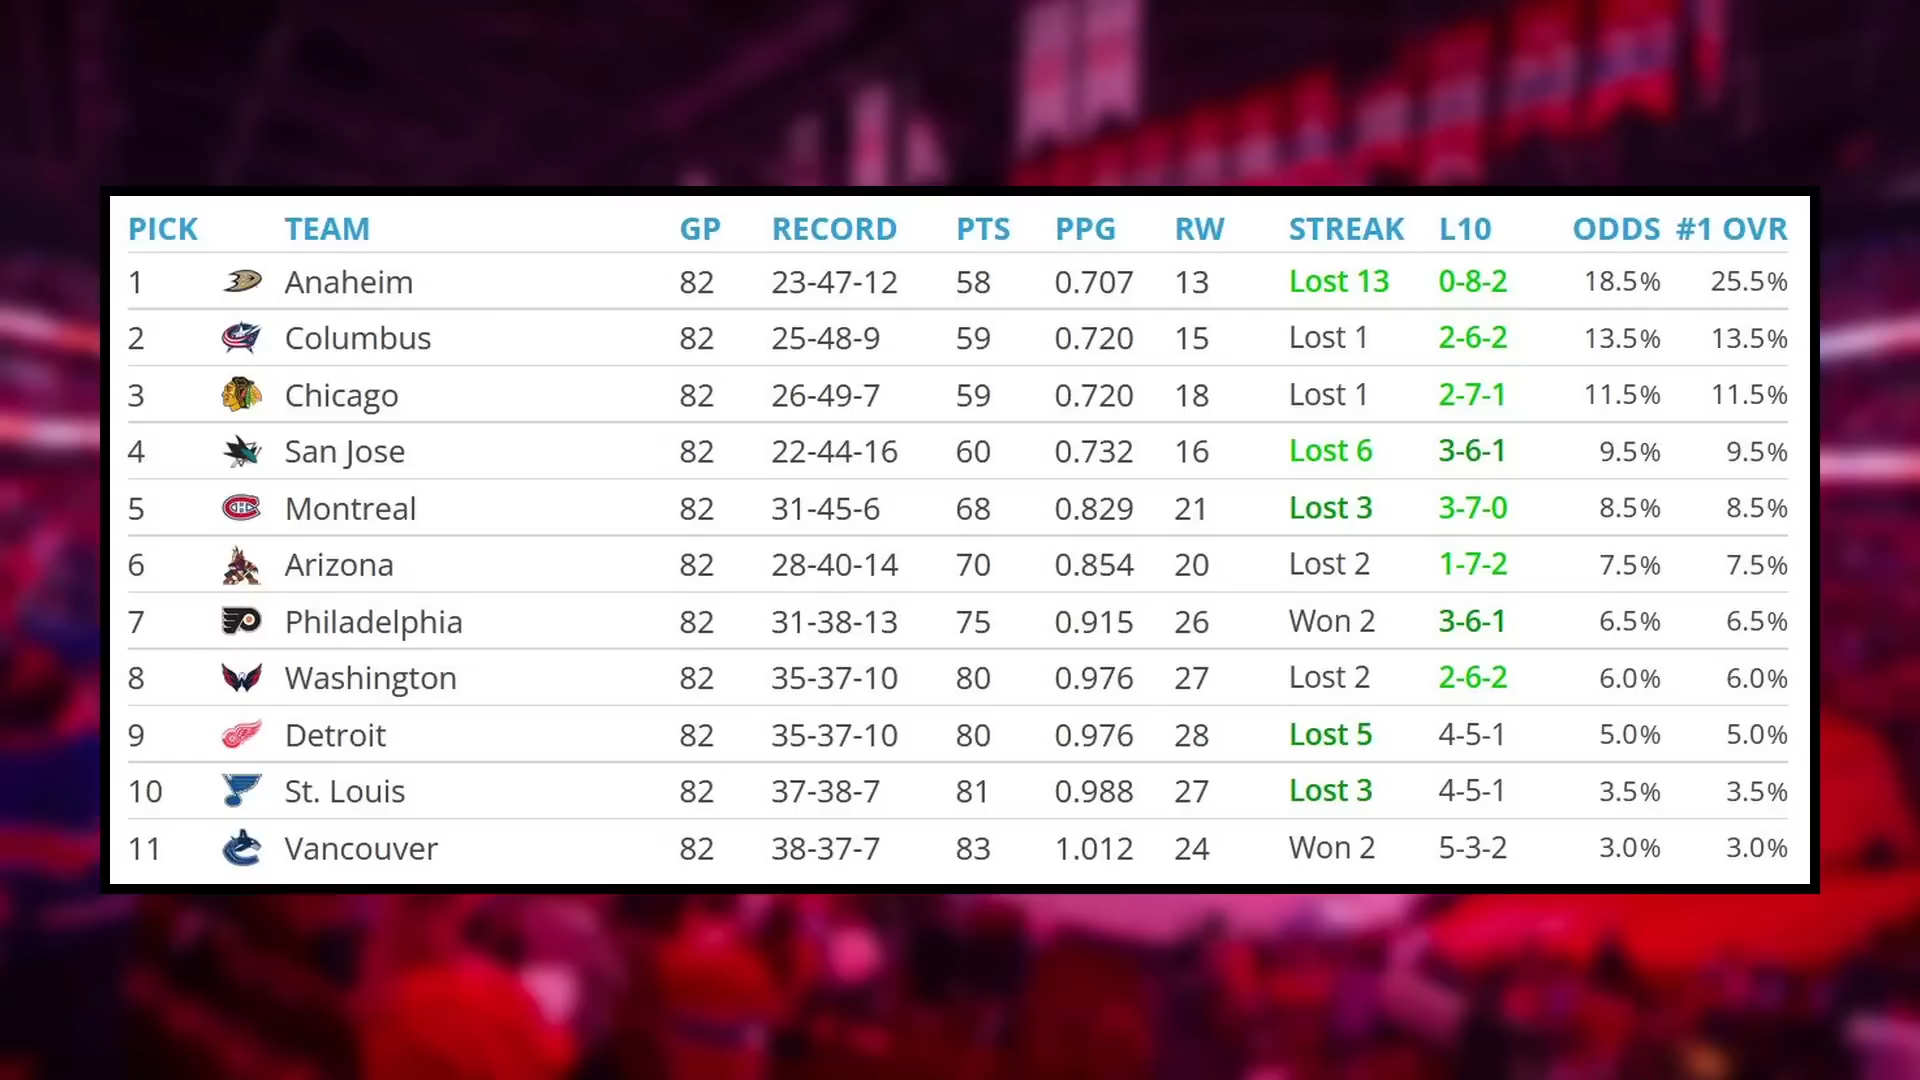 PICK TEAM GP RECORD PTS PPG RW STREAK L10 ODDS #1 OVR
1 Anaheim 82 23-47-12 58 0.707 13 Lost 13 0-8-2 18.5% 25.5%
2 Columbus 82 25-48-9 59 0.720 15 Lost 1 2-6-2 13.5% 13.5%
3 Chicago 82 26-49-7 59 0.720 18 Lost 1 2-7-1 11.5% 11.5%
4 San Jose 82 22-44-16 60 0.732 16 Lost 6 3-6-1 9.5% 9.5%
5 Montreal 82 31-45-6 68 0.829 21 Lost 3 3-7-0 8.5% 8.5%
6 Arizona 82 28-40-14 70 0.854 20 Lost 2 1-7-2 7.5% 7.5%
7 Philadelphia 82 31-38-13 75 0.915 26 Won 2 3-6-1 6.5% 6.5%
8 Washington 82 35-37-10 80 0.976 27 Lost 2 2-6-2 6.0% 6.0%
9 Detroit 82 35-37-10 80 0.976 28 Lost 5 4-5-1 5.0% 5.0%
10 St. Louis 82 37-38-7 81 0.988 27 Lost 3 4-5-1 3.5% 3.5%
11 Vancouver 82 38-37-7 83 1.012 24 Won 2 5-3-2 3.0% 3.0%